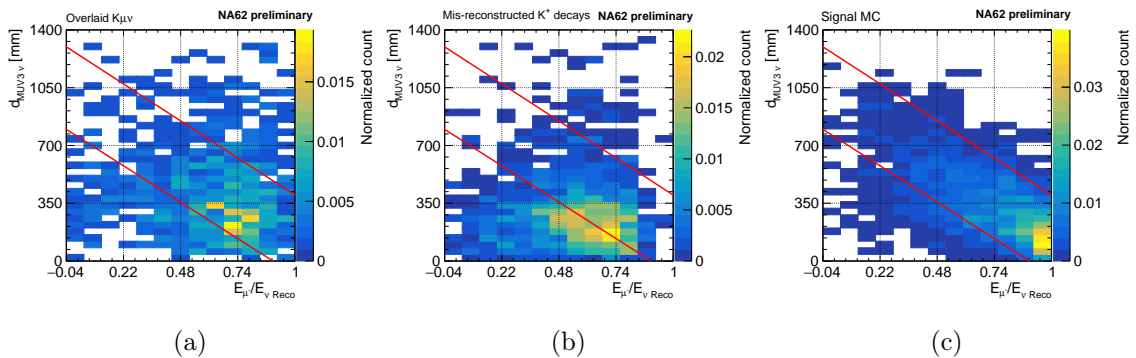 Overlaid Kμν NA62 preliminary
d_MUV3 ν [mm]
1400
1050
700
350
0
−0.04 0.22 0.48 0.74 1
E_μ-/E_ν Reco
Normalized count
0.015
0.01
0.005
0
(a)
Mis-reconstructed K⁺ decays NA62 preliminary
d_MUV3 ν [mm]
1400
1050
700
350
0
−0.04 0.22 0.48 0.74 1
E_μ-/E_ν Reco
Normalized count
0.02
0.015
0.01
0.005
0
(b)
Signal MC NA62 preliminary
d_MUV3 ν [mm]
1400
1050
700
350
0
−0.04 0.22 0.48 0.74 1
E_μ-/E_ν Reco
Normalized count
0.03
0.02
0.01
0
(c)